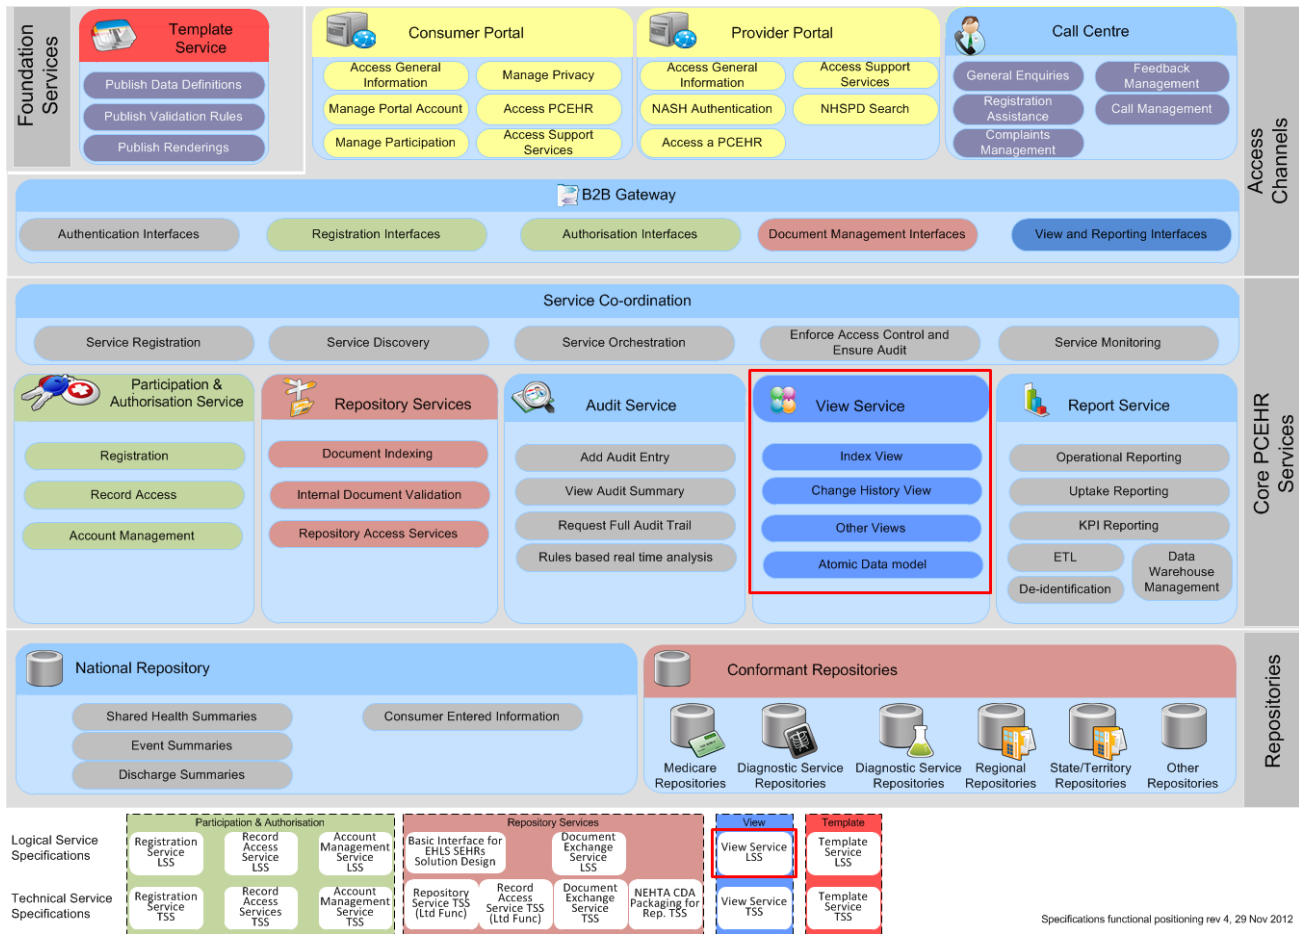 Foundation
Services
Template
Service
Publish Data Definitions
Publish Validation Rules
Publish Renderings
Consumer Portal
Access General
Information
Manage Privacy
Manage Portal Account
Access PCEHR
Manage Participation
Access Support
Services
Provider Portal
Access General
Information
Access Support
Services
NASH Authentication
NHSPD Search
Access a PCEHR
Call Centre
General Enquiries
Feedback
Management
Registration
Assistance
Call Management
Complaints
Management
Access
Channels
B2B Gateway
Authentication Interfaces
Registration Interfaces
Authorisation Interfaces
Document Management Interfaces
View and Reporting Interfaces
Service Co-ordination
Service Registration
Service Discovery
Service Orchestration
Enforce Access Control and
Ensure Audit
Service Monitoring
Participation &
Authorisation Service
Registration
Record Access
Account Management
Repository Services
Document Indexing
Internal Document Validation
Repository Access Services
Audit Service
Add Audit Entry
View Audit Summary
Request Full Audit Trail
Rules based real time analysis
View Service
Index View
Change History View
Other Views
Atomic Data model
Report Service
Operational Reporting
Uptake Reporting
KPI Reporting
ETL
De-identification
Data
Warehouse
Management
Core PCEHR
Services
National Repository
Shared Health Summaries
Event Summaries
Discharge Summaries
Consumer Entered Information
Conformant Repositories
Medicare
Repositories
Diagnostic Service
Repositories
Diagnostic Service
Repositories
Regional
Repositories
State/Territory
Repositories
Other
Repositories
Repositories
Logical Service
Specifications
Technical Service
Specifications
Participation & Authorisation
Registration
Service
LSS
Record
Access
Service
LSS
Account
Management
Service
LSS
Registration
Service
TSS
Record
Access
Services
TSS
Account
Management
Service
TSS
Repository Services
Basic Interface for
EHLS SEHRs
Solution Design
Document
Exchange
Service
LSS
Repository
Service TSS
(Ltd Func)
Record
Access
Service TSS
(Ltd Func)
Document
Exchange
Service
TSS
NEHTA CDA
Packaging for
Rep. TSS
View
View Service
LSS
View Service
TSS
Template
Template
Service
LSS
Template
Service
TSS
Specifications functional positioning rev 4, 29 Nov 2012